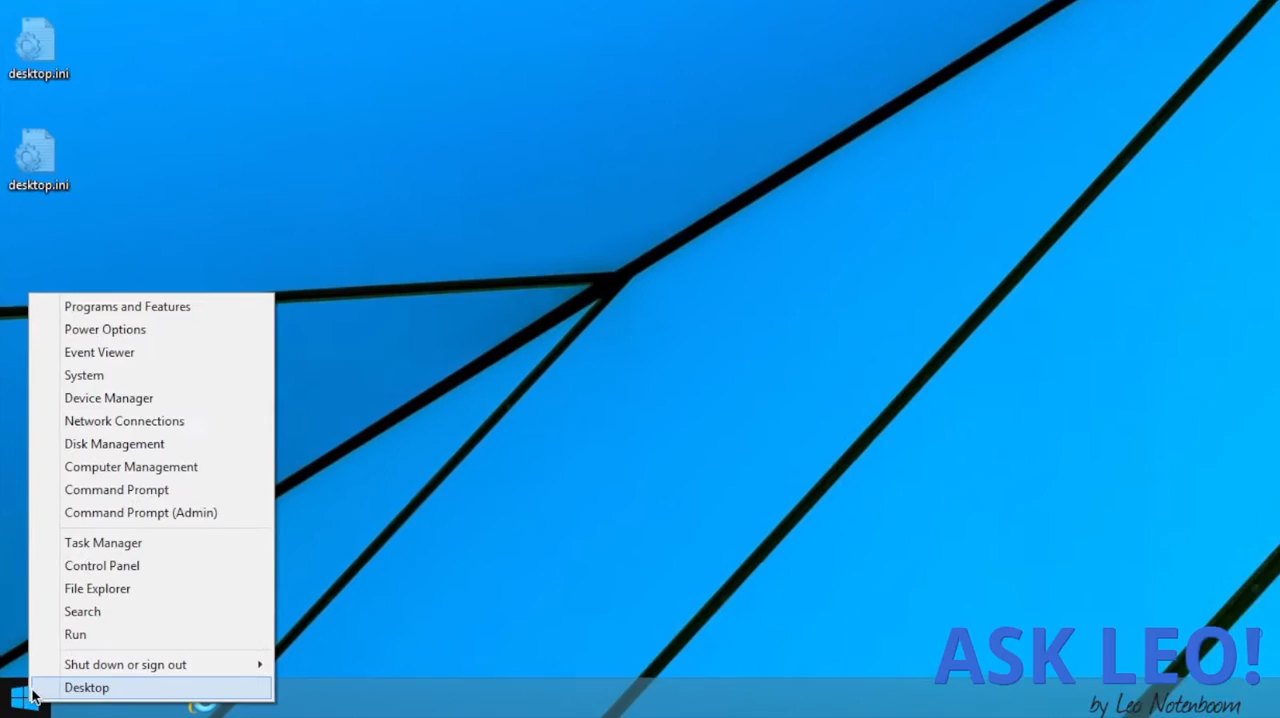 desktop.ini
desktop.ini
Programs and Features
Power Options
Event Viewer
System
Device Manager
Network Connections
Disk Management
Computer Management
Command Prompt
Command Prompt (Admin)
Task Manager
Control Panel
File Explorer
Search
Run
Shut down or sign out
Desktop
ASK LEO!
by Leo Notenboom